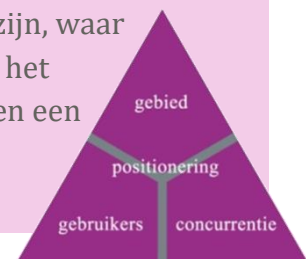 zijn, waar
het
en een
gebied
positionering
gebruikers concurrentie